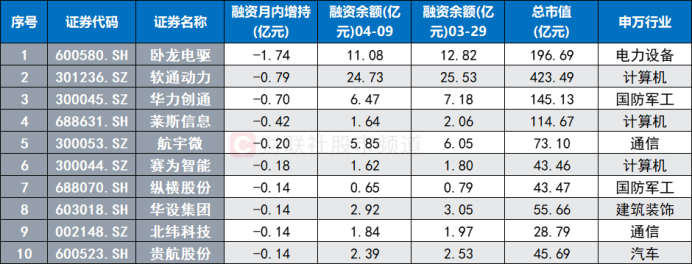 序号 证券代码 证券名称 融资月内增持(亿元) 融资余额(亿元)04-09 融资余额(亿元)03-29 总市值(亿元) 申万行业
1 600580.SH 卧龙电驱 -1.74 11.08 12.82 196.69 电力设备
2 301236.SZ 软通动力 -0.79 24.73 25.53 423.49 计算机
3 300045.SZ 华力创通 -0.70 6.47 7.18 145.13 国防军工
4 688631.SH 莱斯信息 -0.42 1.64 2.06 114.67 计算机
5 300053.SZ 航宇微 -0.20 5.85 6.05 73.10 通信
6 300044.SZ 赛为智能 -0.18 1.62 1.80 43.46 计算机
7 688070.SH 纵横股份 -0.14 0.65 0.79 43.47 国防军工
8 603018.SH 华设集团 -0.14 2.92 3.05 55.66 建筑装饰
9 002148.SZ 北纬科技 -0.14 1.84 1.97 28.79 通信
10 600523.SH 贵航股份 -0.14 2.39 2.53 45.69 汽车